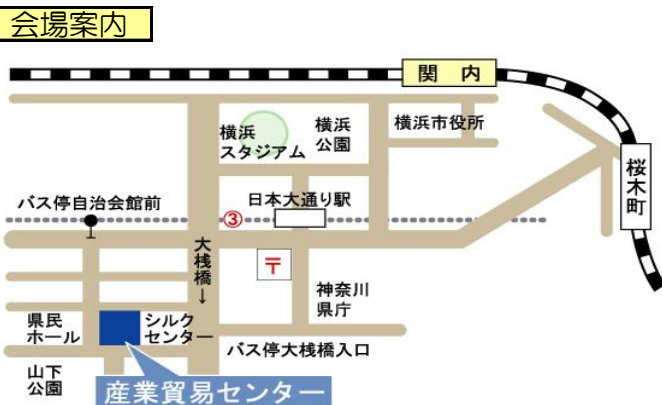 会場案内
関 内
横浜
スタジアム
横浜
公園
横浜市役所
桜木町
バス停自治会館前
日本大通り駅
③
大桟橋↓
〒
神奈川
県庁
県民
ホール
シルク
センター
バス停大桟橋入口
山下
公園
産業貿易センター